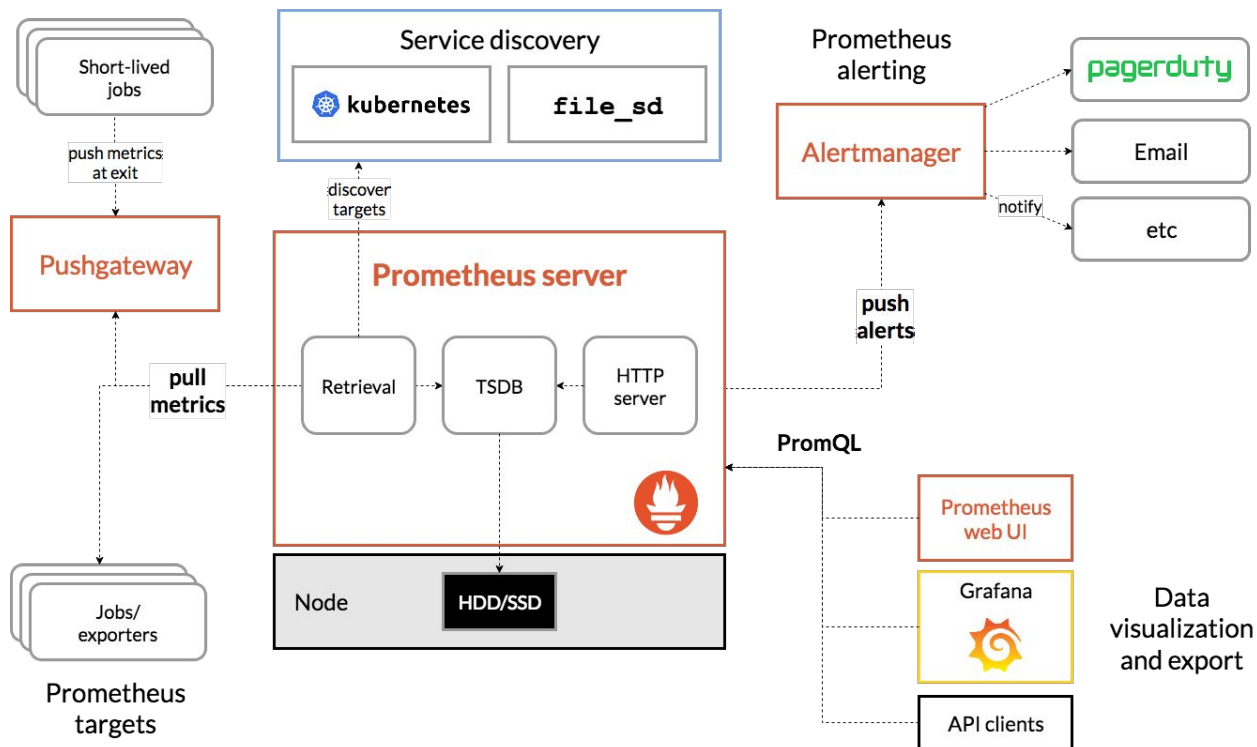 Short-lived
jobs
push metrics
at exit
Pushgateway
pull
metrics
Jobs/
exporters
Prometheus
targets
Service discovery
kubernetes
file_sd
discover
targets
Prometheus server
Retrieval
TSDB
HTTP
server
Node
HDD/SSD
Prometheus
alerting
Alertmanager
pagerduty
Email
notify
etc
push
alerts
PromQL
Prometheus
web UI
Grafana
API clients
Data
visualization
and export